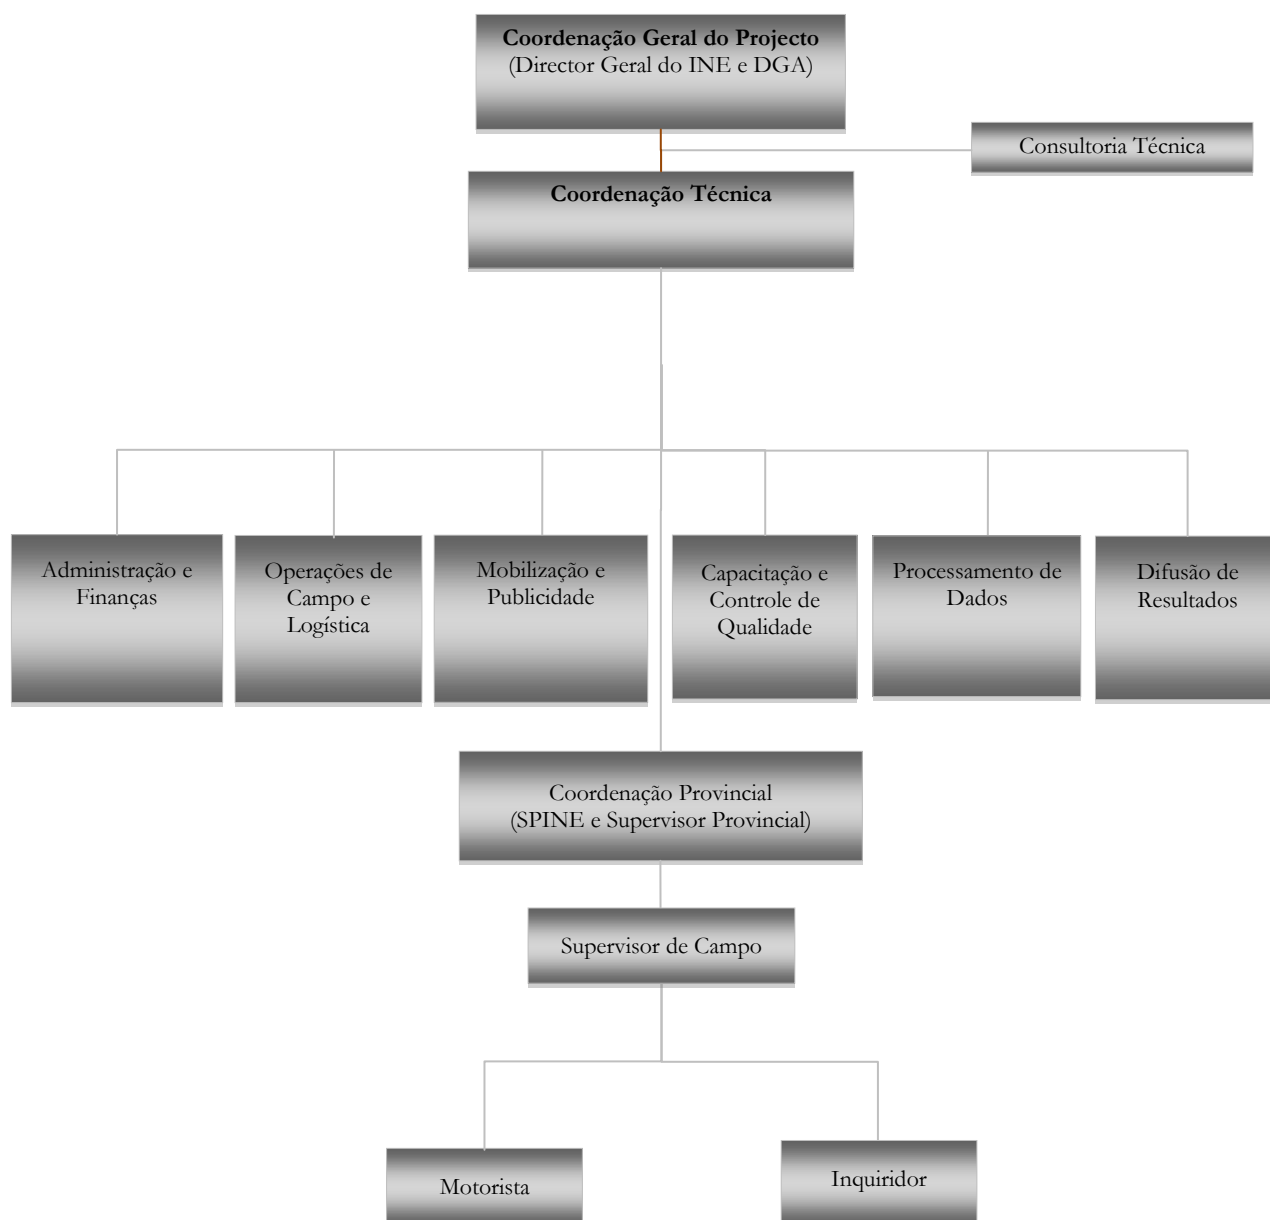 Coordenação Geral do Projecto
(Director Geral do INE e DGA)
Consultoria Técnica
Coordenação Técnica
Administração e
Finanças
Operações de
Campo e
Logística
Mobilização e
Publicidade
Capacitação e
Controle de
Qualidade
Processamento de
Dados
Difusão de
Resultados
Coordenação Provincial
(SPINE e Supervisor Provincial)
Supervisor de Campo
Motorista
Inquiridor